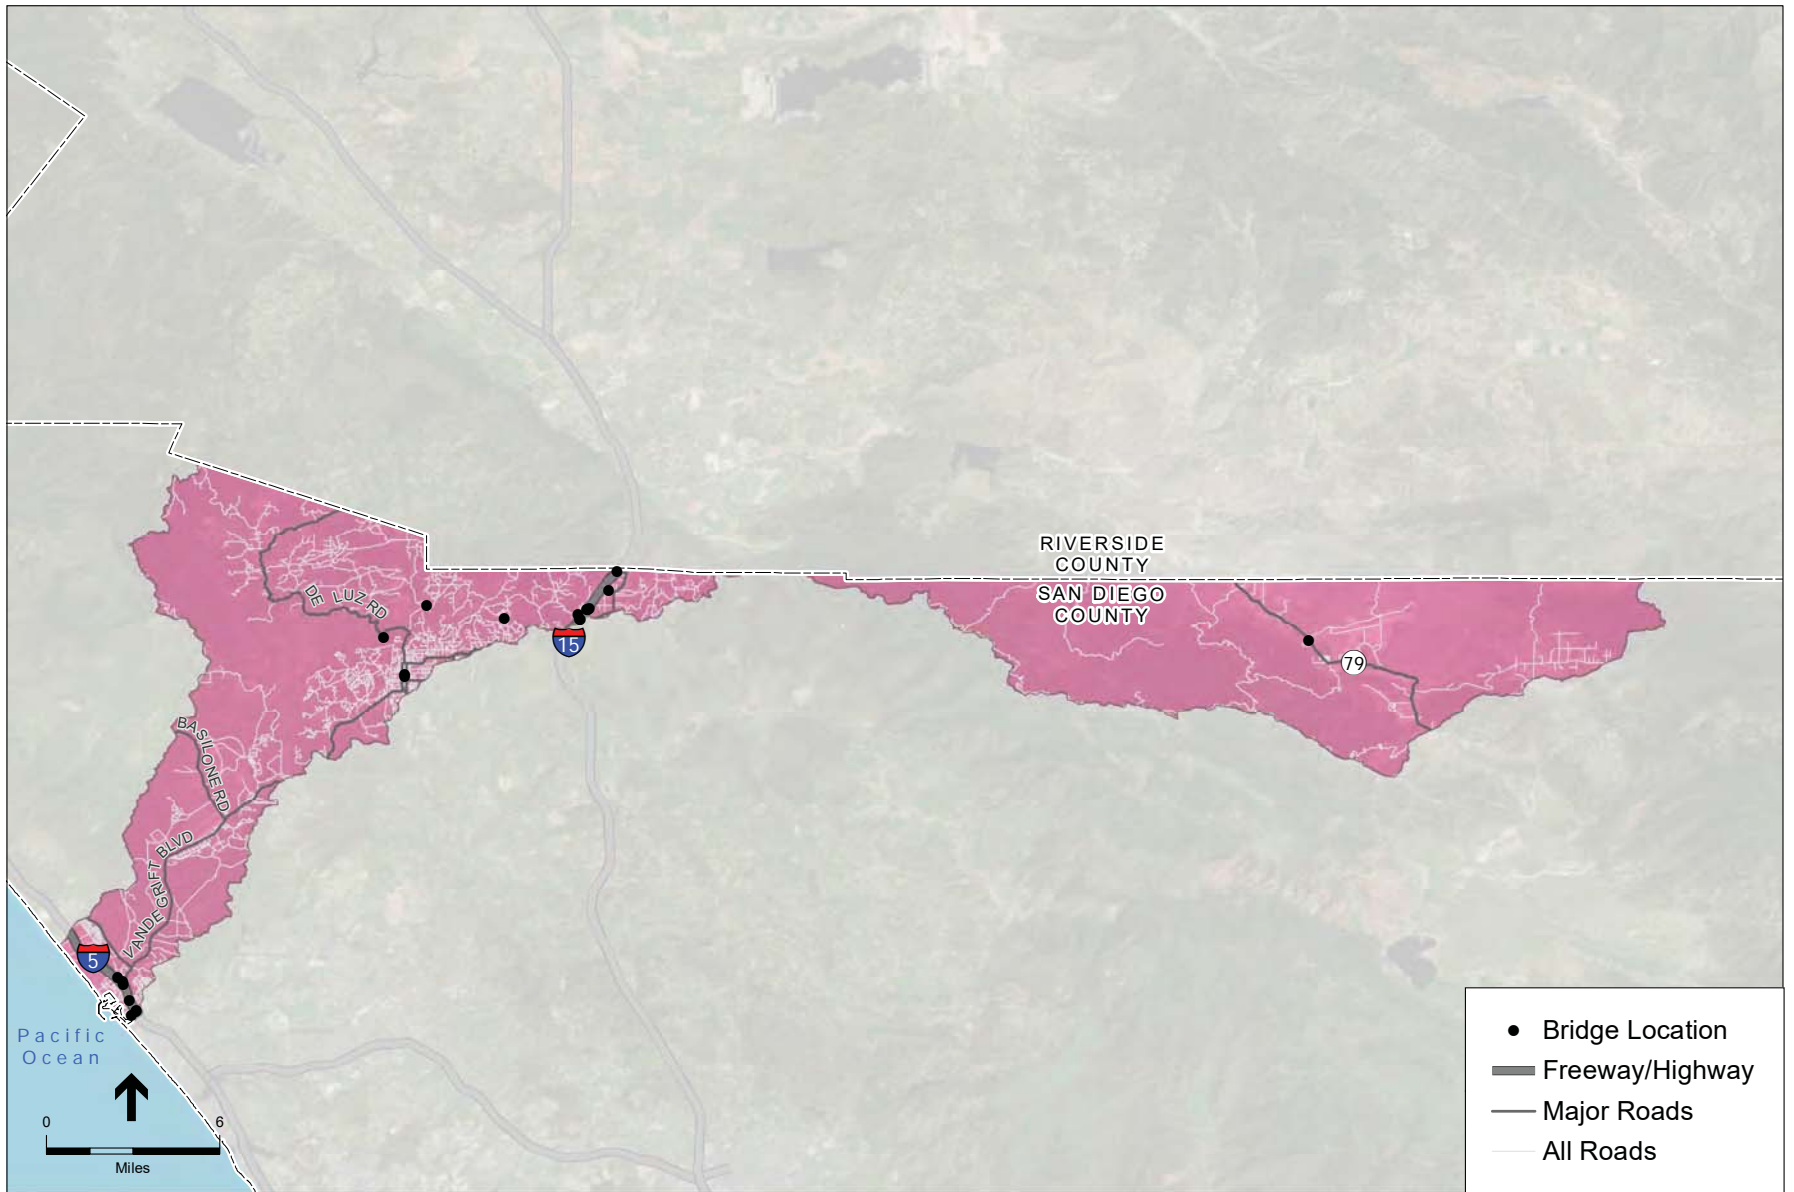 RIVERSIDE
COUNTY
SAN DIEGO
COUNTY
DE LUZ RD
15
79
BASILONE RD
VANDEGRIFT BLVD
5
Pacific
Ocean
0 6
Miles
Bridge Location
Freeway/Highway
Major Roads
All Roads